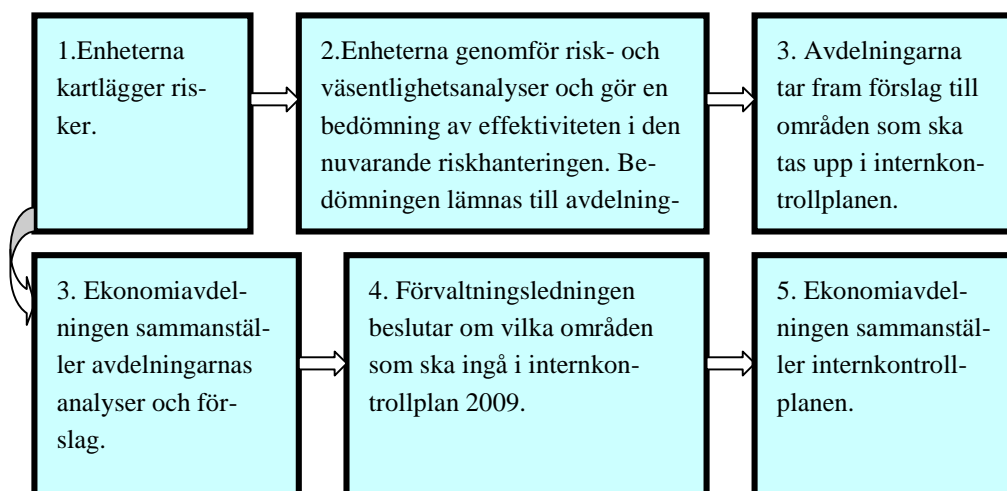 1.Enheterna
kartlägger ris-
ker.
2.Enheterna genomför risk- och
väsentlighetsanalyser och gör en
bedömning av effektiviteten i den
nuvarande riskhanteringen. Be-
dömningen lämnas till avdelning-
3. Avdelningarna
tar fram förslag till
områden som ska
tas upp i internkon-
trollplanen.
3. Ekonomiavdel-
ningen sammanstäl-
ler avdelningarnas
analyser och för-
slag.
4. Förvaltningsledningen
beslutar om vilka områden
som ska ingå i internkon-
trollplan 2009.
5. Ekonomiavdel-
ningen sammanstäl-
ler internkontroll-
planen.